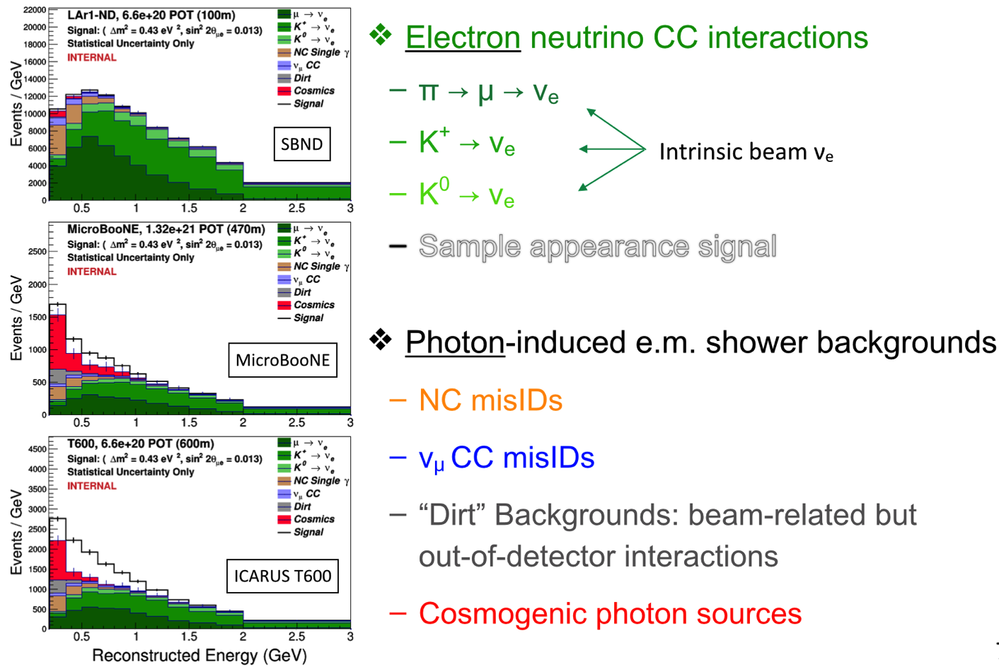 LAr1-ND, 6.6e+20 POT (100m)
Signal: ( Δm² = 0.43 eV ², sin² 2θμe = 0.013)
Statistical Uncertainty Only
INTERNAL
μ → νe
K⁺ → νe
K⁰ → νe
NC Single γ
νμ CC
Dirt
Cosmics
Signal
SBND
Events / GeV
22000
20000
18000
16000
14000
12000
10000
8000
6000
4000
2000
0
0.5 1 1.5 2 2.5 3
MicroBooNE, 1.32e+21 POT (470m)
Signal: ( Δm² = 0.43 eV ², sin² 2θμe = 0.013)
Statistical Uncertainty Only
INTERNAL
μ → νe
K⁺ → νe
K⁰ → νe
NC Single γ
νμ CC
Dirt
Cosmics
Signal
MicroBooNE
Events / GeV
2500
2000
1500
1000
500
0
0.5 1 1.5 2 2.5 3
T600, 6.6e+20 POT (600m)
Signal: ( Δm² = 0.43 eV ², sin² 2θμe = 0.013)
Statistical Uncertainty Only
INTERNAL
μ → νe
K⁺ → νe
K⁰ → νe
NC Single γ
νμ CC
Dirt
Cosmics
Signal
ICARUS T600
Events / GeV
4500
4000
3500
3000
2500
2000
1500
1000
500
0
0.5 1 1.5 2 2.5 3
Reconstructed Energy (GeV)
❖ Electron neutrino CC interactions
– π → μ → νe
– K⁺ → νe
– K⁰ → νe
Intrinsic beam νe
– Sample appearance signal
❖ Photon-induced e.m. shower backgrounds
– NC misIDs
– νμ CC misIDs
– “Dirt” Backgrounds: beam-related but
out-of-detector interactions
– Cosmogenic photon sources